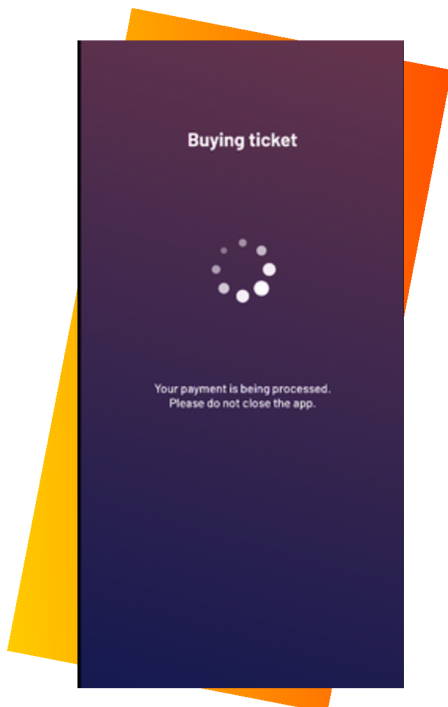 Buying ticket
Your payment is being processed.
Please do not close the app.